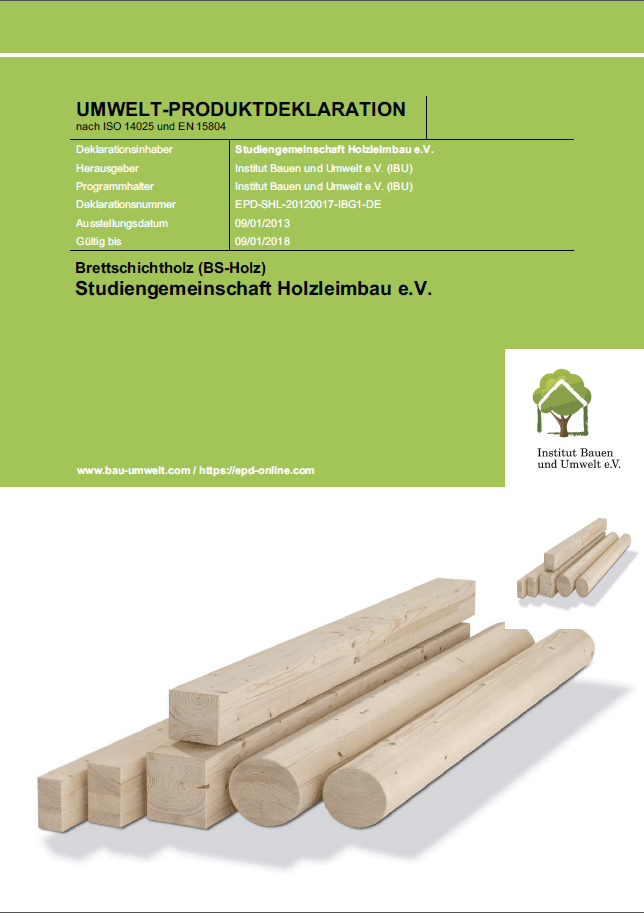 UMWELT-PRODUKTDEKLARATION
nach ISO 14025 und EN 15804
Deklarationsinhaber Studiengemeinschaft Holzleimbau e.V.
Herausgeber Institut Bauen und Umwelt e.V. (IBU)
Programmhalter Institut Bauen und Umwelt e.V. (IBU)
Deklarationsnummer EPD-SHL-20120017-IBG1-DE
Ausstellungsdatum 09/01/2013
Gültig bis 09/01/2018
Brettschichtholz (BS-Holz)
Studiengemeinschaft Holzleimbau e.V.
Institut Bauen
und Umwelt e.V.
www.bau-umwelt.com / https://epd-online.com